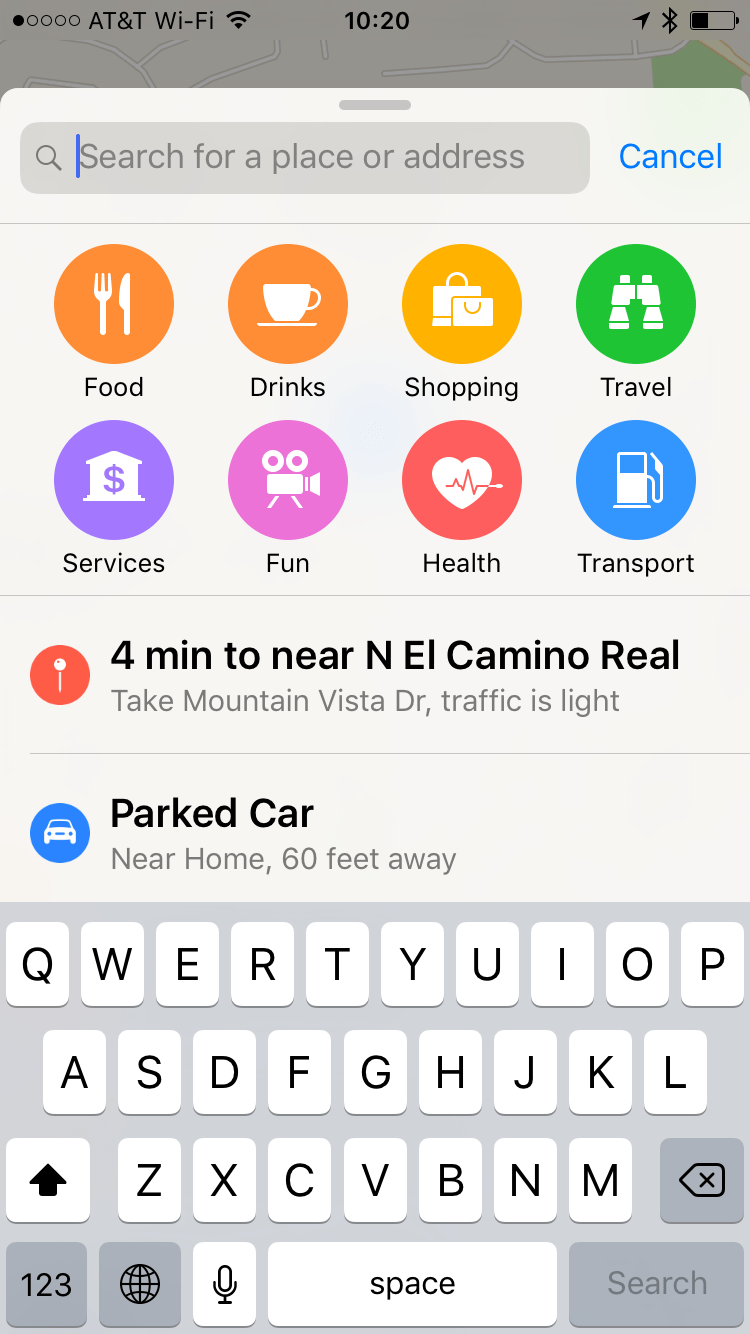 AT&T Wi-Fi 10:20
Search for a place or address Cancel
Food Drinks Shopping Travel
$
Services Fun Health Transport
4 min to near N El Camino Real
Take Mountain Vista Dr, traffic is light
Parked Car
Near Home, 60 feet away
Q W E R T Y U I O P
A S D F G H J K L
Z X C V B N M
123 space Search